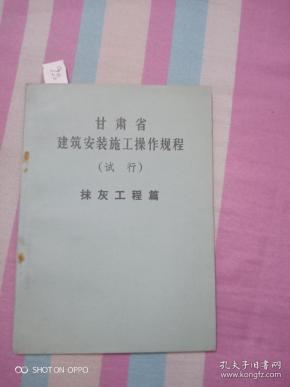 甘肃省
建筑安装施工操作规程
（试行）
抹灰工程篇
SHOT ON OPPO
孔夫子旧书网
www.kongfz.com